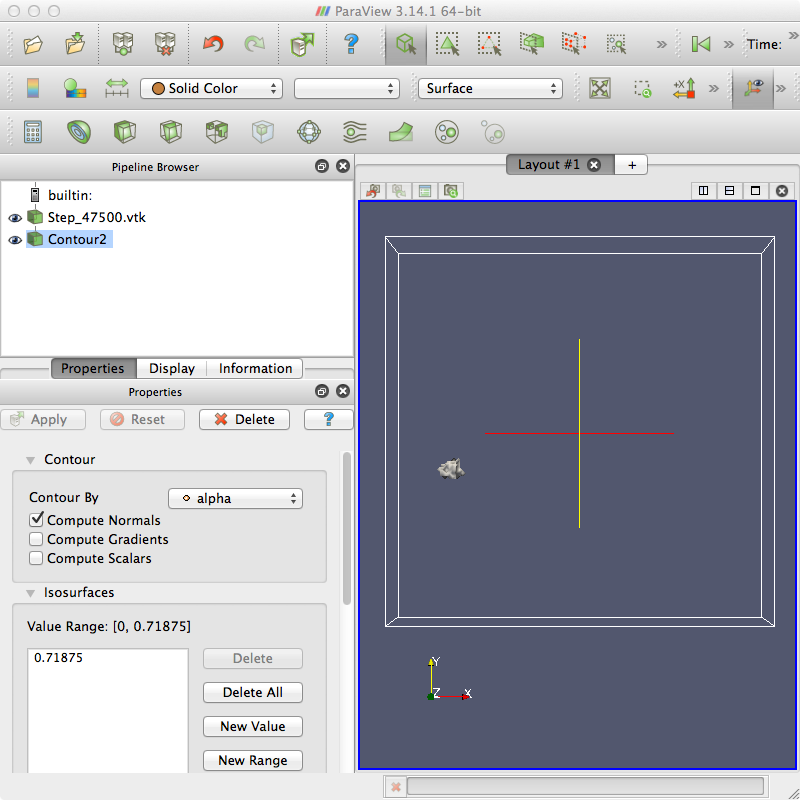 ParaView 3.14.1 64-bit
? » » Time: »
Solid Color Surface » »
Pipeline Browser
Layout #1 +
builtin:
Step_47500.vtk
Contour2
Properties Display Information
Properties
Apply Reset Delete ?
Contour
Contour By alpha
Compute Normals
Compute Gradients
Compute Scalars
Isosurfaces
Value Range: [0, 0.71875]
0.71875 Delete
Delete All
New Value
New Range
Y
Z X